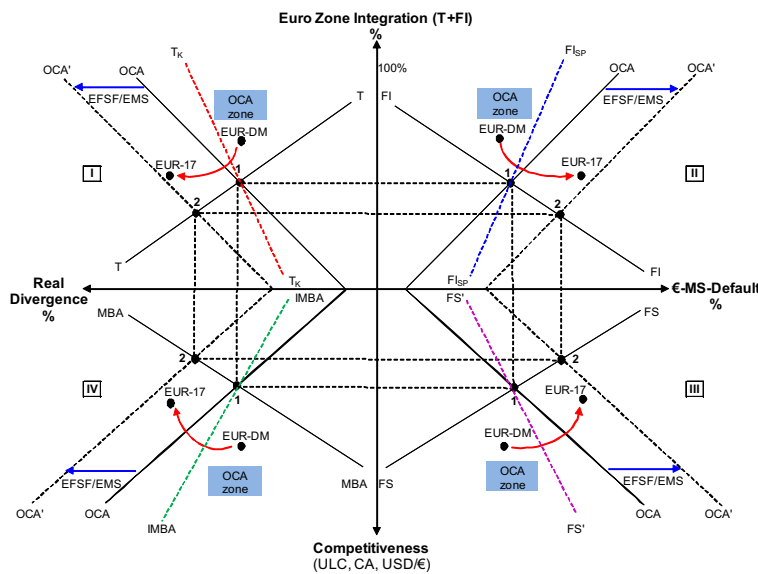 Euro Zone Integration (T+FI)
%
100%
OCA'
OCA
T_K
FI_SP
OCA
OCA'
EFSF/EMS
OCA
zone
T
FI
OCA
zone
EFSF/EMS
EUR-DM
EUR-DM
EUR-17
EUR-17
I
1
1
II
2
2
T
T_K
FI_SP
FI
Real
Divergence
%
€-MS-Default
%
MBA
IMBA
FS'
FS
2
2
IV
EUR-17
1
1
EUR-17
III
EUR-DM
EUR-DM
EFSF/EMS
OCA
zone
MBA
FS
OCA
zone
EFSF/EMS
OCA'
OCA
IMBA
FS'
OCA
OCA'
Competitiveness
(ULC, CA, USD/€)